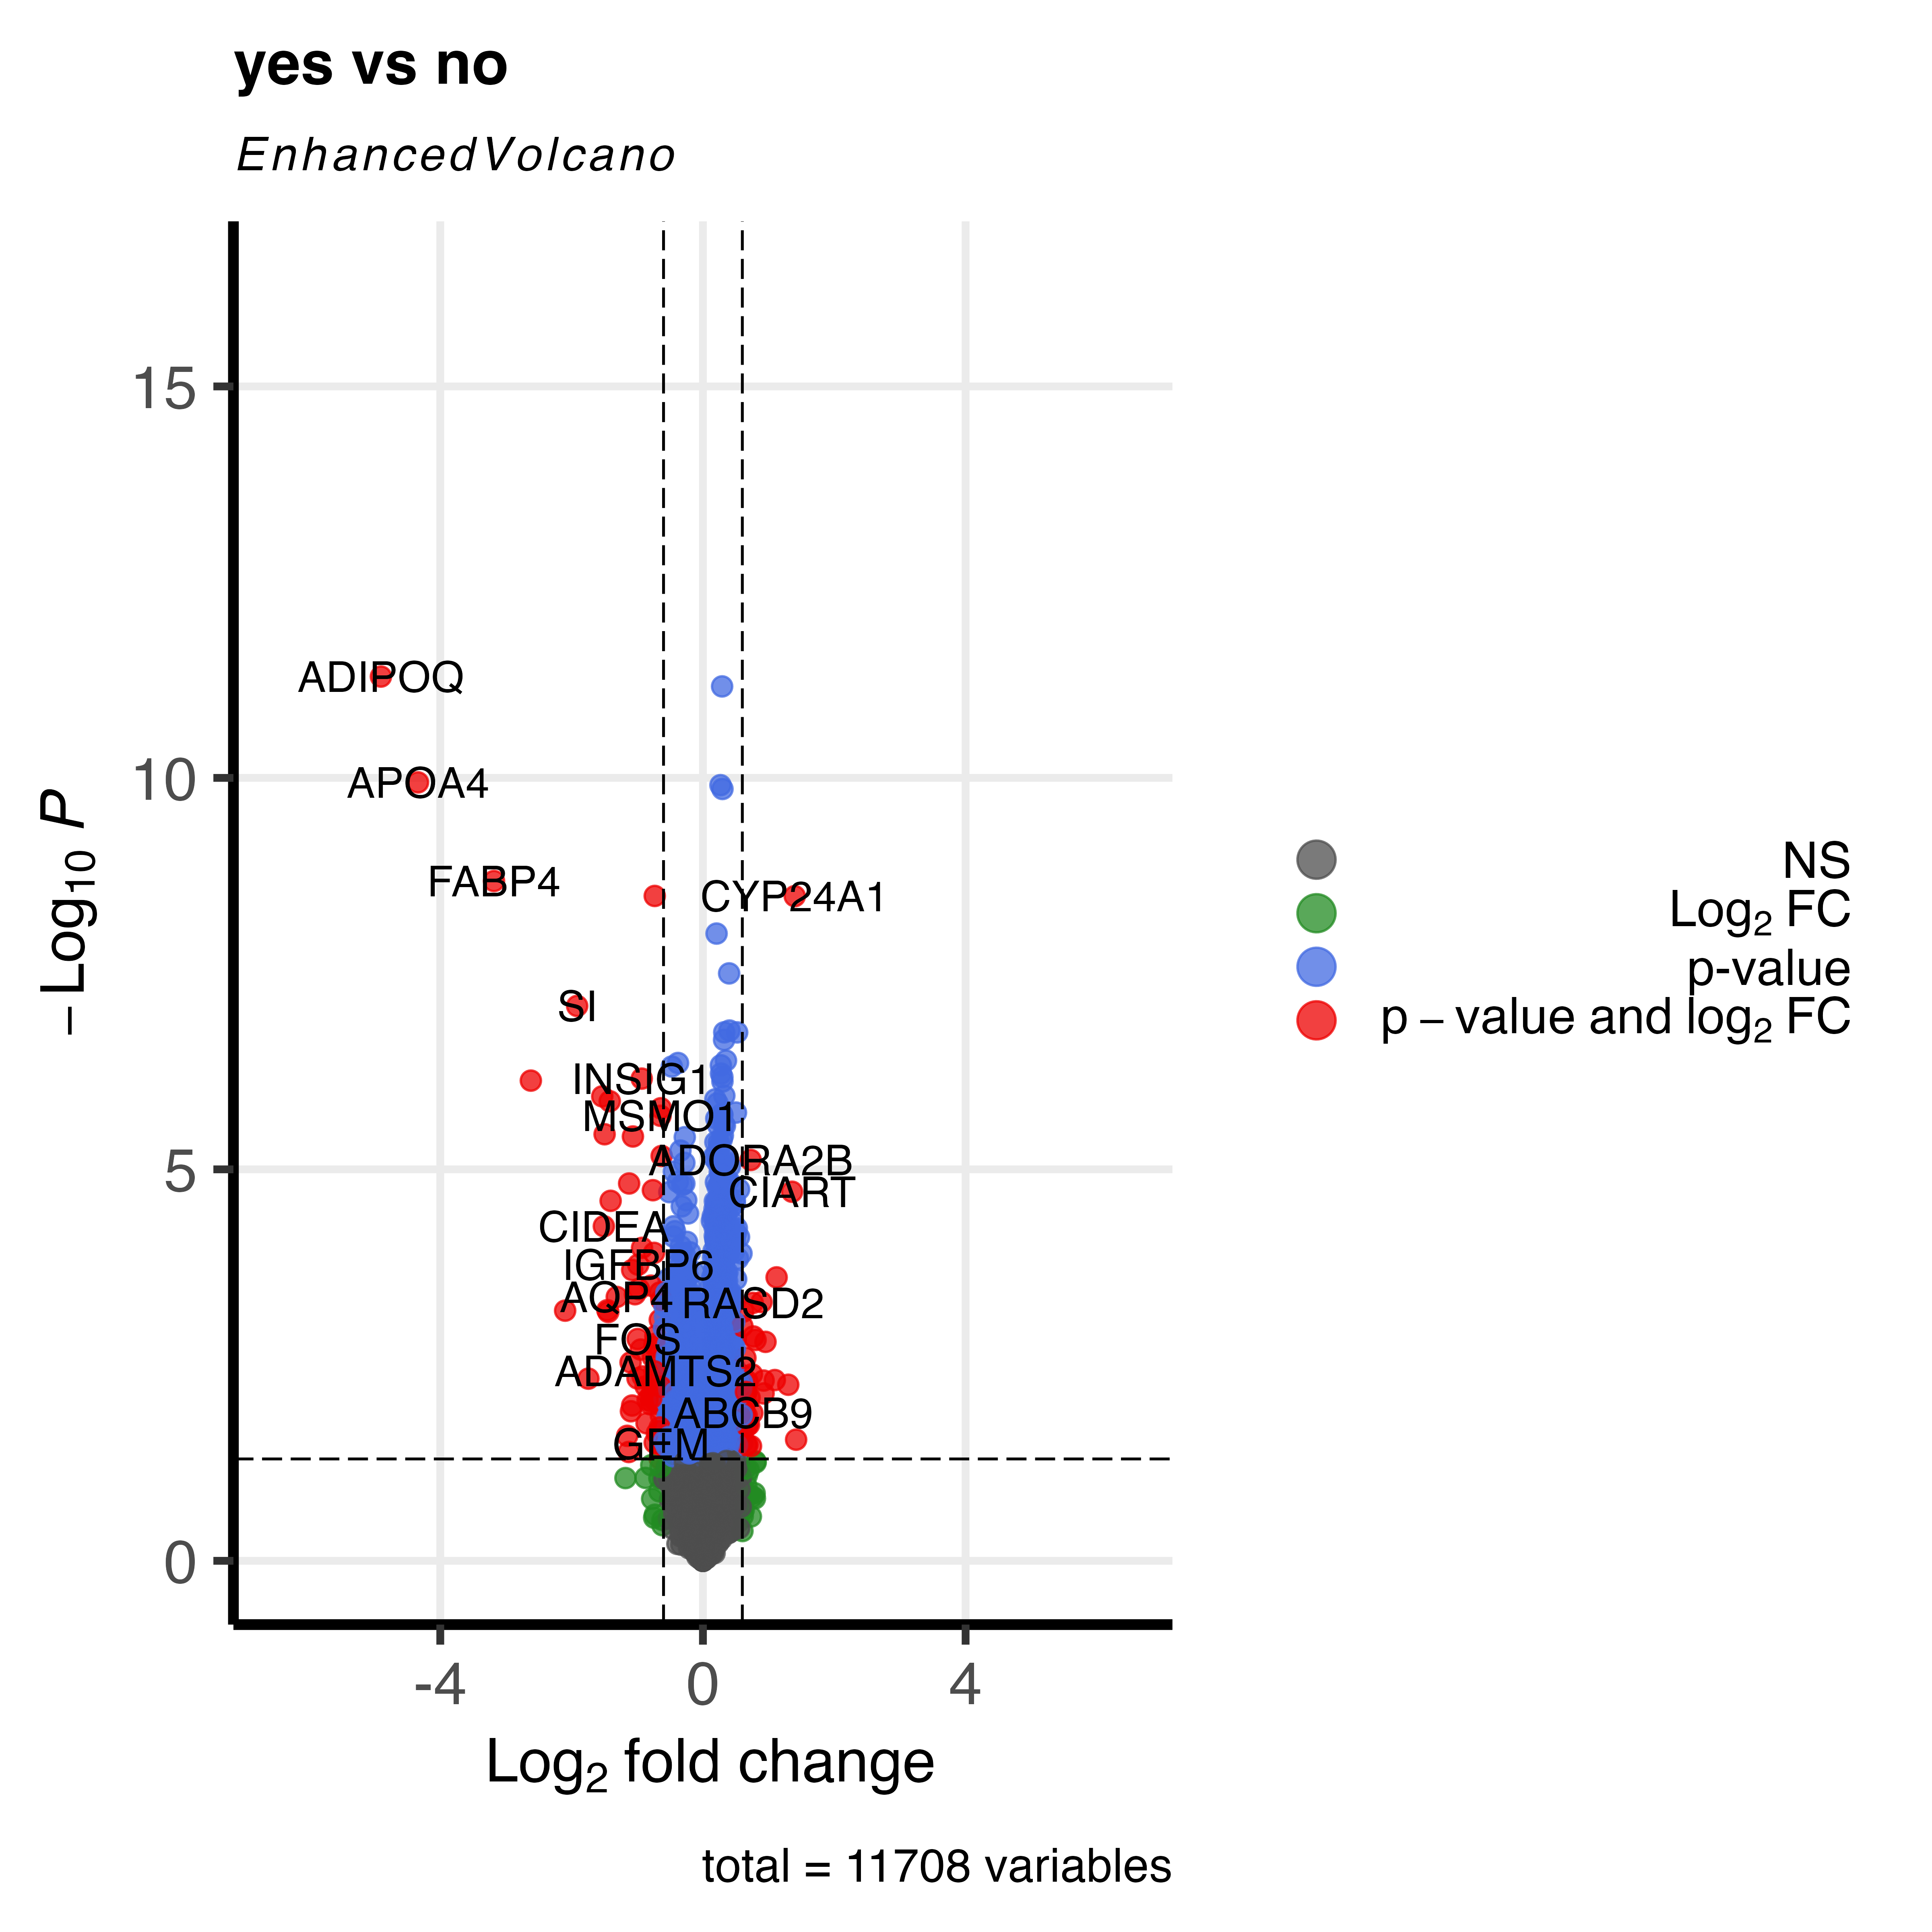 yes vs no
EnhancedVolcano
15
10
5
0
– Log₁₀ P
ADIPOQ
APOA4
FABP4
CYP24A1
SI
INSIG1
MSMO1
ADORA2B
CIART
CIDEA
IGFBP6
AQP4
RASD2
FOS
ADAMTS2
ABCB9
GEM
NS
Log₂ FC
p-value
p – value and log₂ FC
-4
0
4
Log₂ fold change
total = 11708 variables